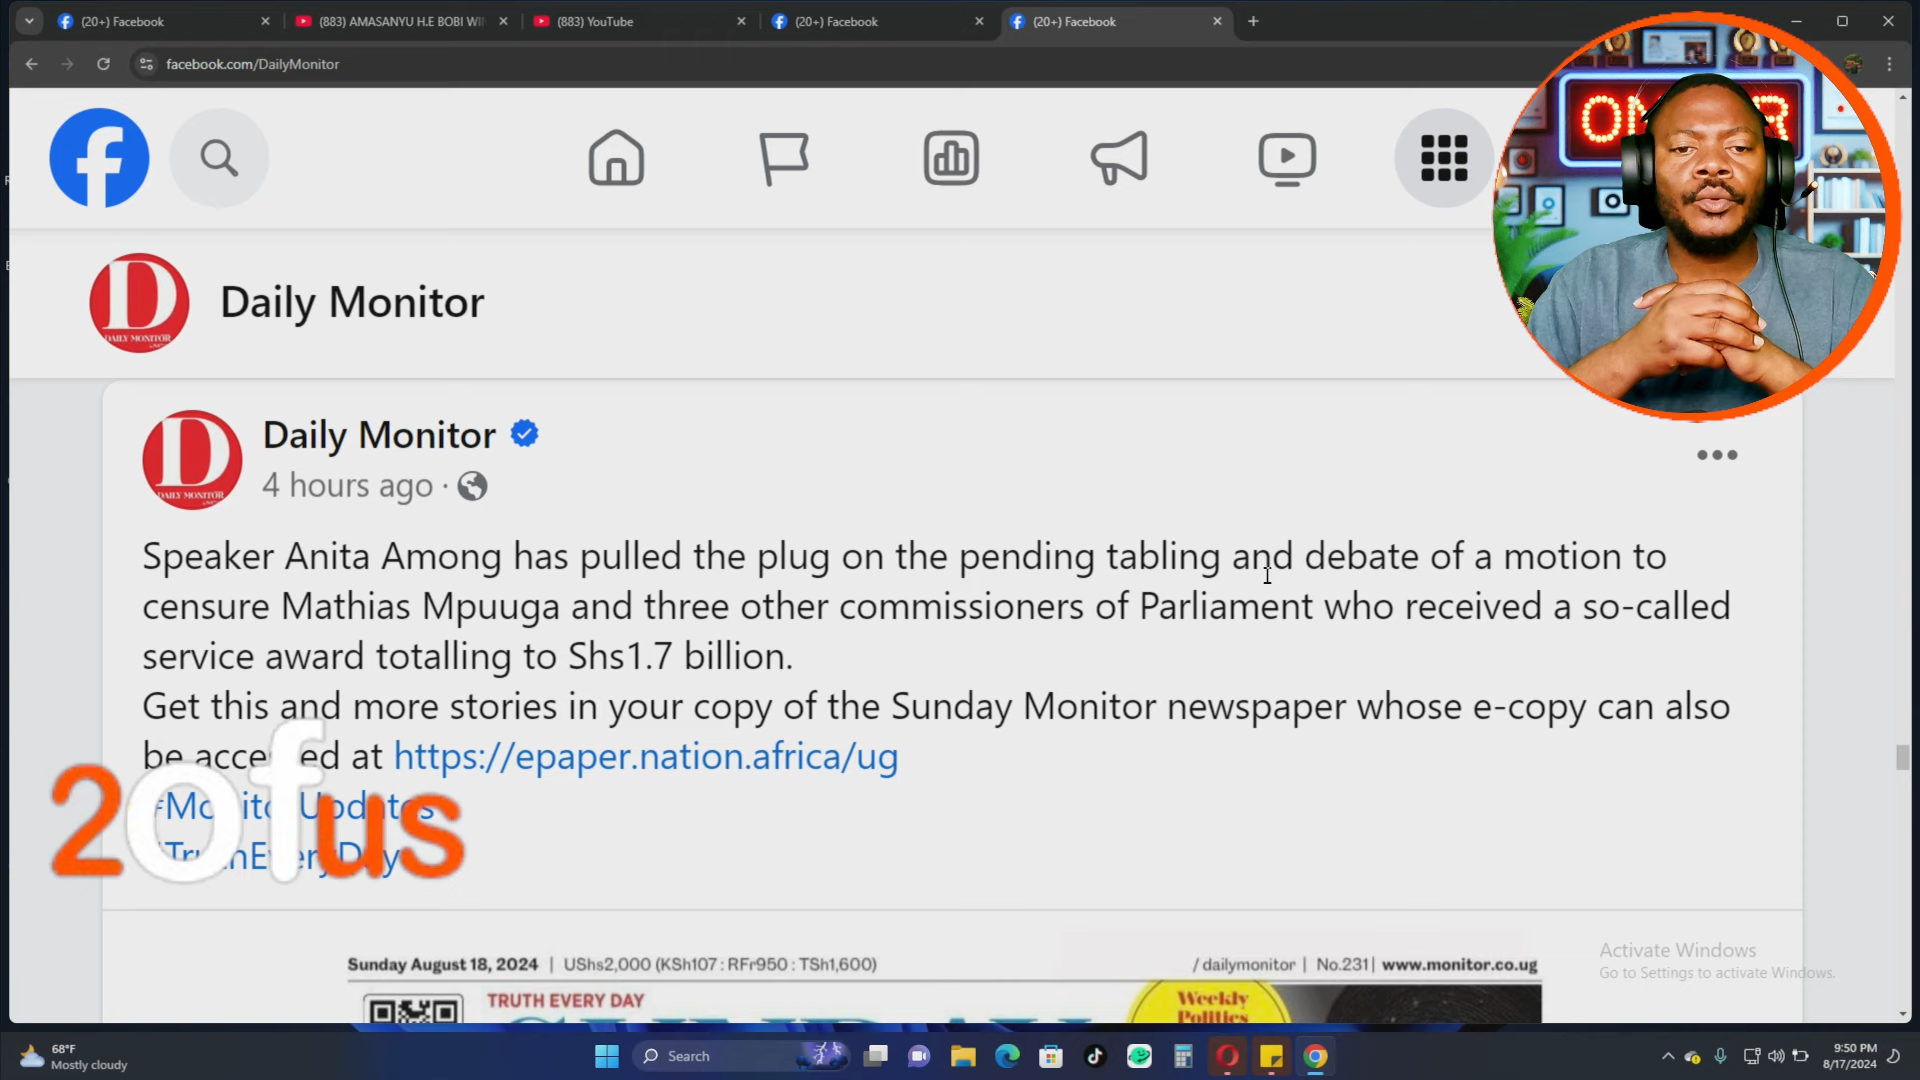 (20+) Facebook
(883) AMASANYU H.E BOBI WI
(883) YouTube
(20+) Facebook
(20+) Facebook
facebook.com/DailyMonitor
Daily Monitor
Daily Monitor
4 hours ago ·
Speaker Anita Among has pulled the plug on the pending tabling and debate of a motion to
censure Mathias Mpuuga and three other commissioners of Parliament who received a so-called
service award totalling to Shs1.7 billion.
Get this and more stories in your copy of the Sunday Monitor newspaper whose e-copy can also
be accessed at https://epaper.nation.africa/ug
#MonitorUpdates
#TruthEveryDay
2ofus
Sunday August 18, 2024 | UShs2,000 (KSh107 : RFr950 : TSh1,600)
/ dailymonitor | No.231 | www.monitor.co.ug
TRUTH EVERY DAY
Weekly
Politics
Activate Windows
Go to Settings to activate Windows.
68°F
Mostly cloudy
Search
9:50 PM
8/17/2024